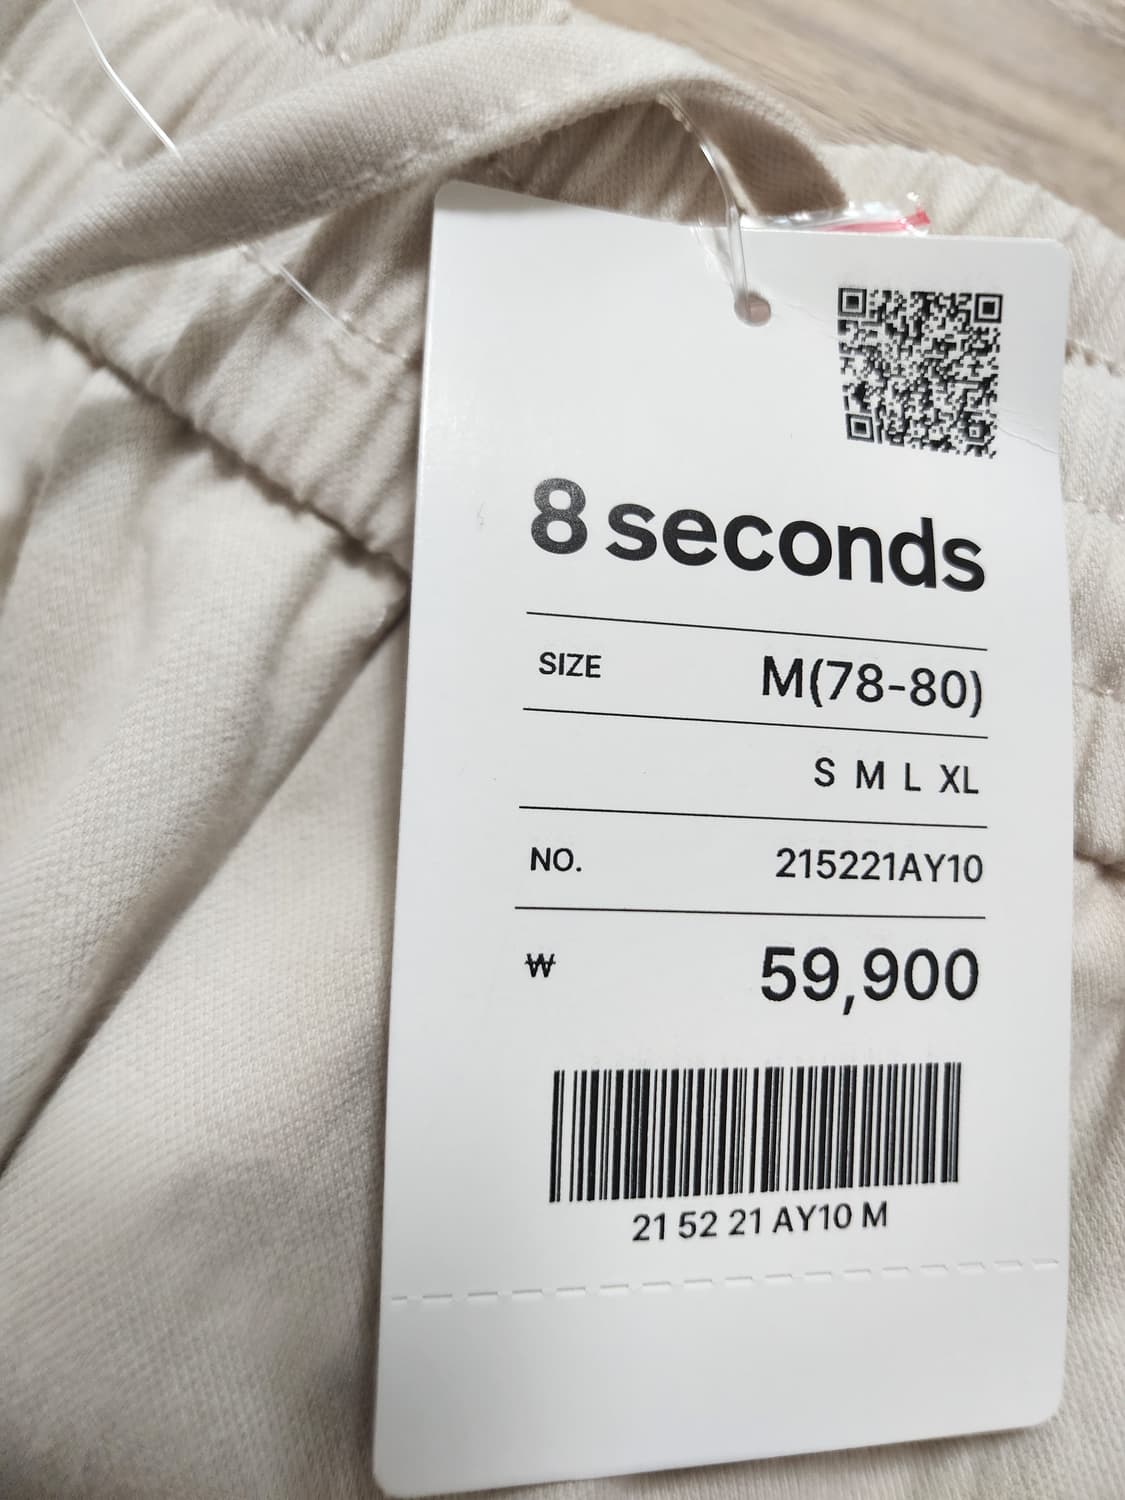 8 seconds
SIZE M(78-80)
S M L XL
NO. 215221AY10
₩ 59,900
21 52 21 AY10 M